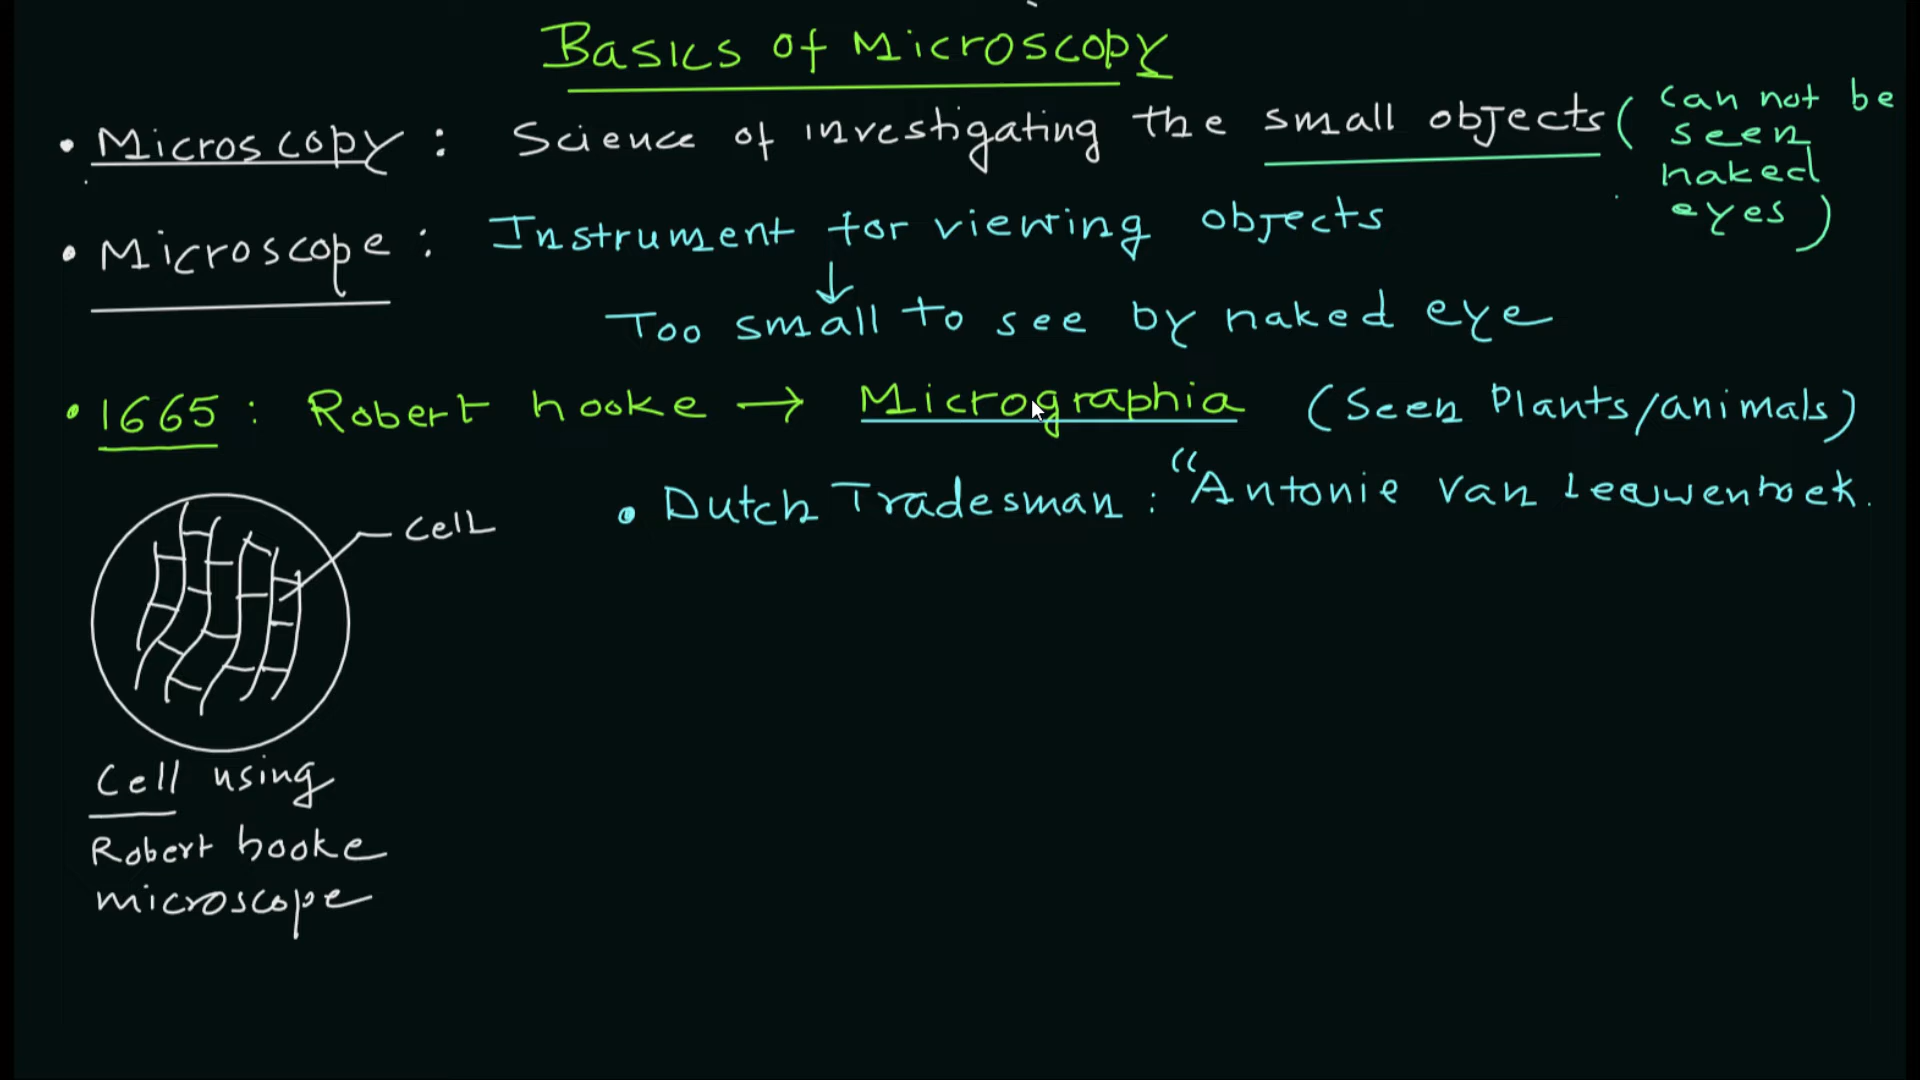 Basics of Microscopy
• Microscopy : Science of investigating the small objects ( can not be
seen
naked
eyes )
• Microscope : Instrument for viewing objects
↓
Too small to see by naked eye
• 1665 : Robert hooke → Micrographia (Seen Plants/animals)
• Dutch Tradesman : "Antonie van Leeuwenhoek.
cell
Cell using
Robert hooke
microscope